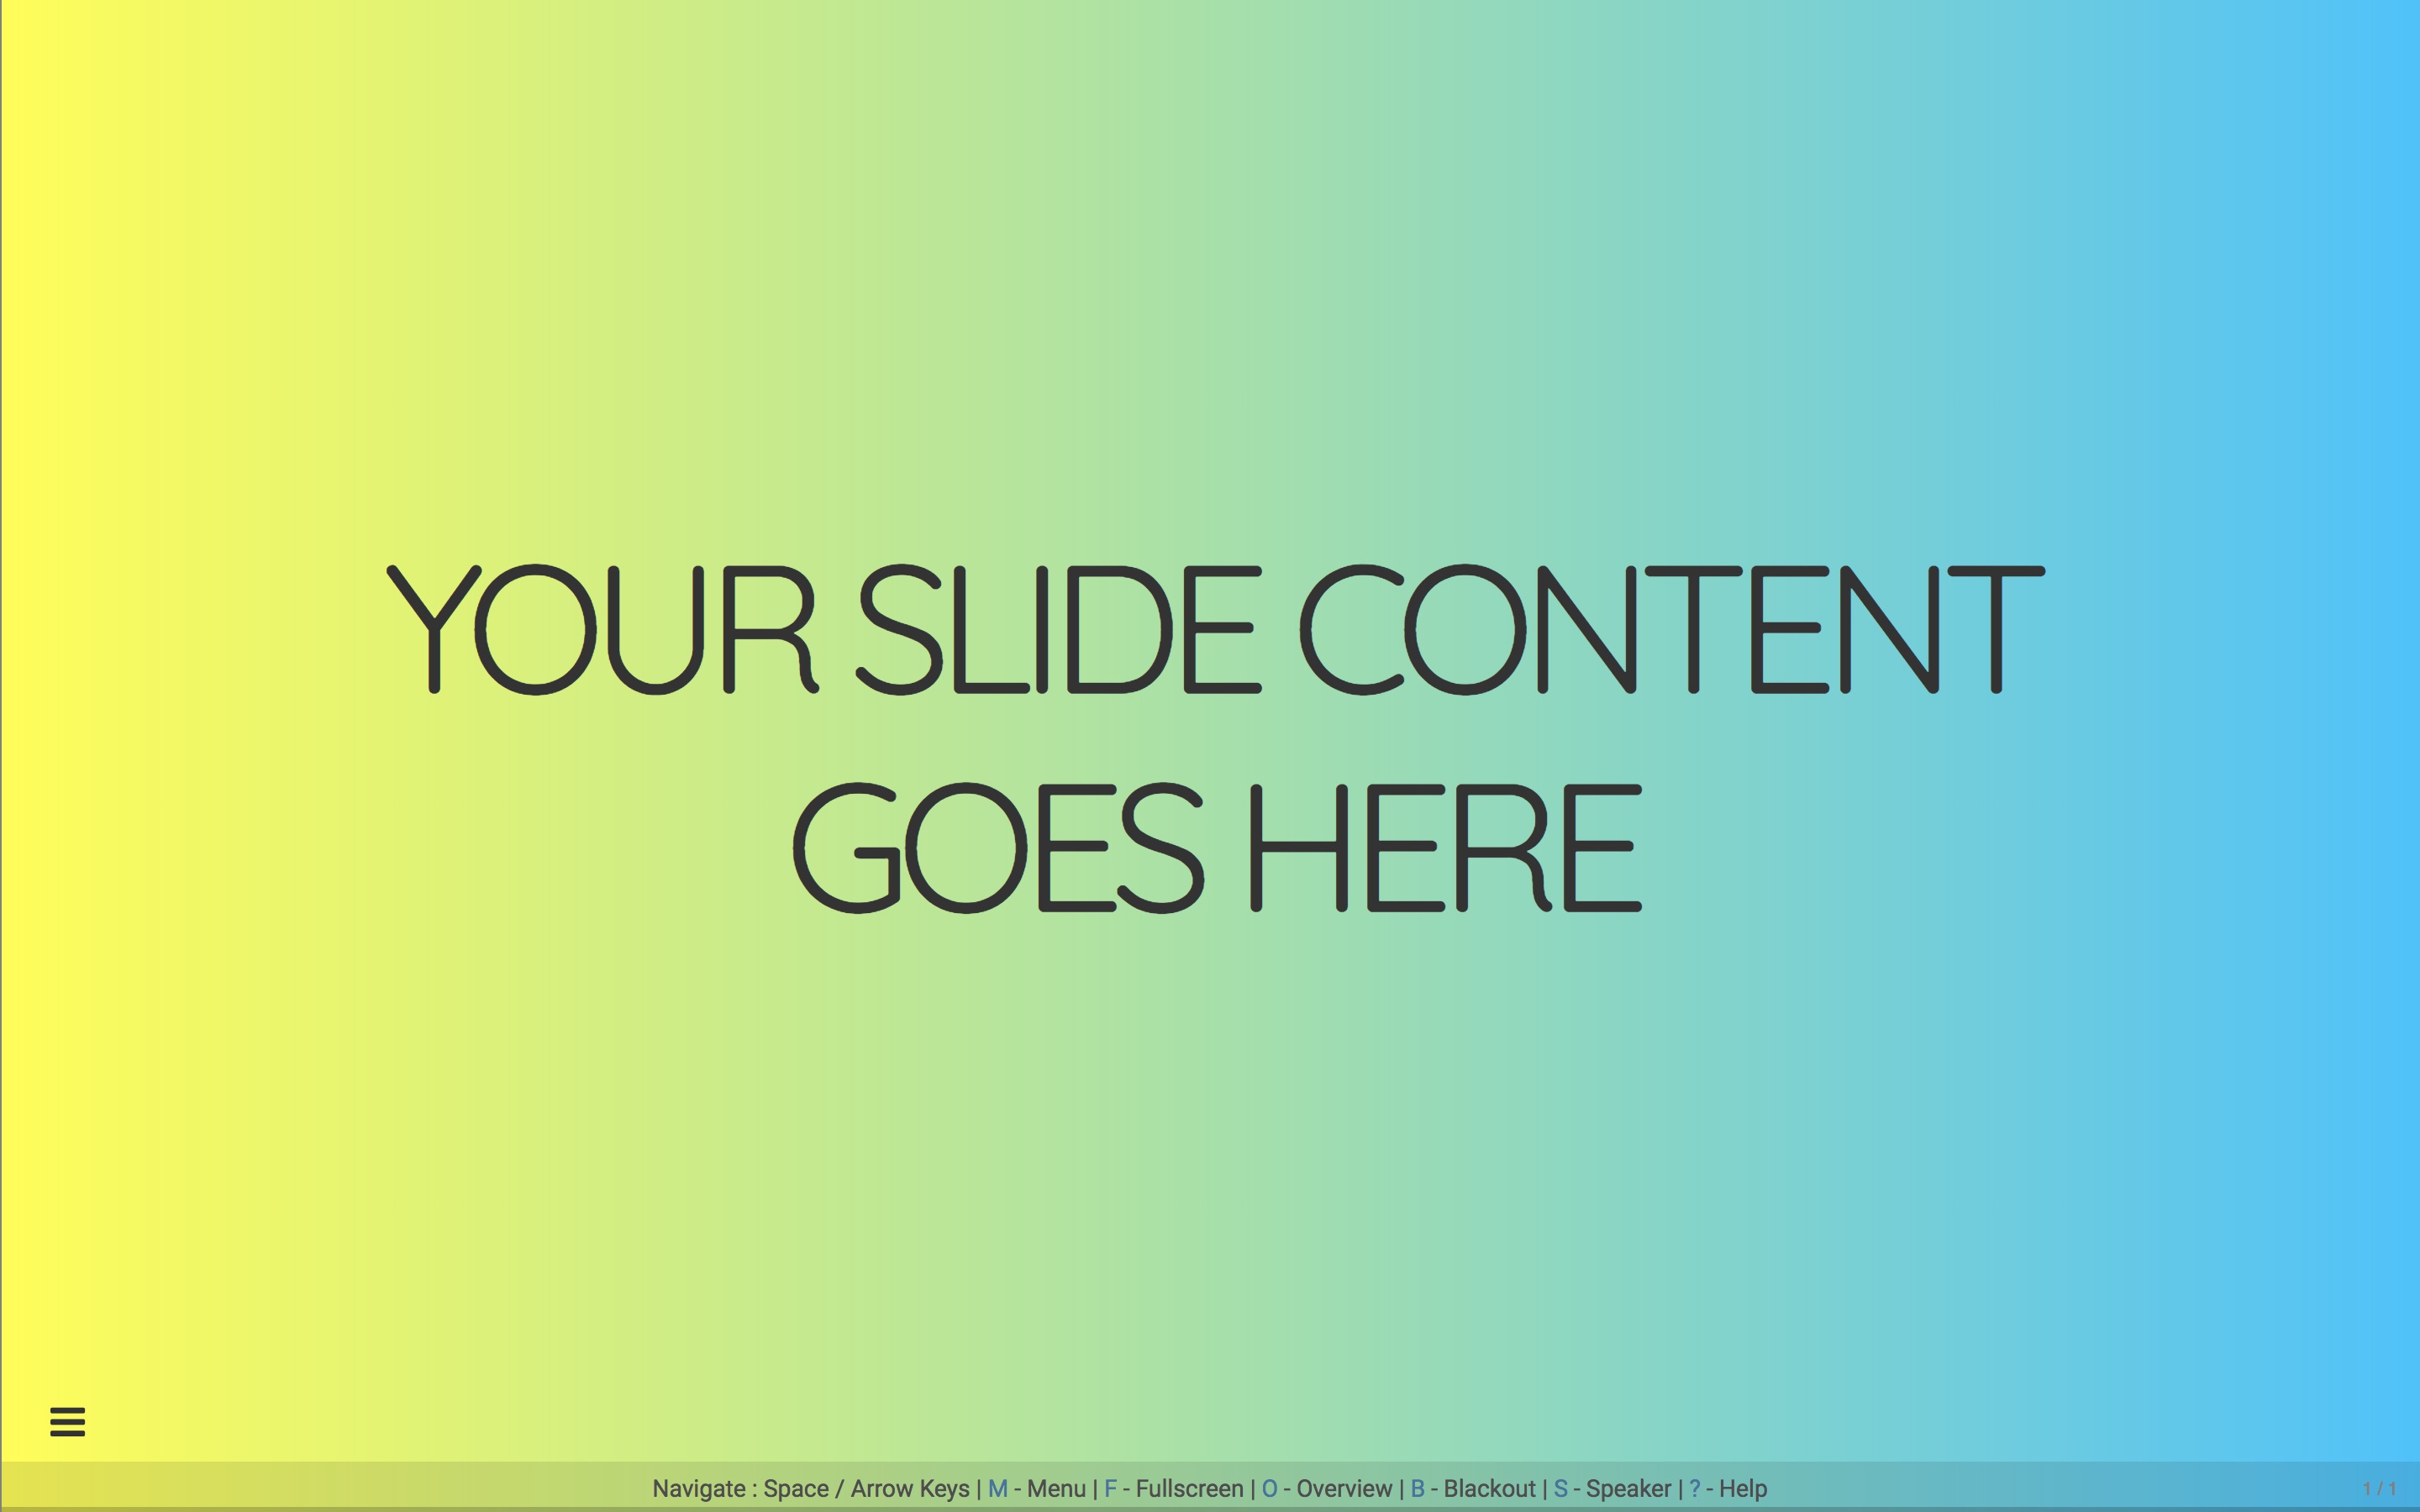 YOUR SLIDE CONTENT
GOES HERE
Navigate : Space / Arrow Keys | M - Menu | F - Fullscreen | O - Overview | B - Blackout | S - Speaker | ? - Help
1 / 1